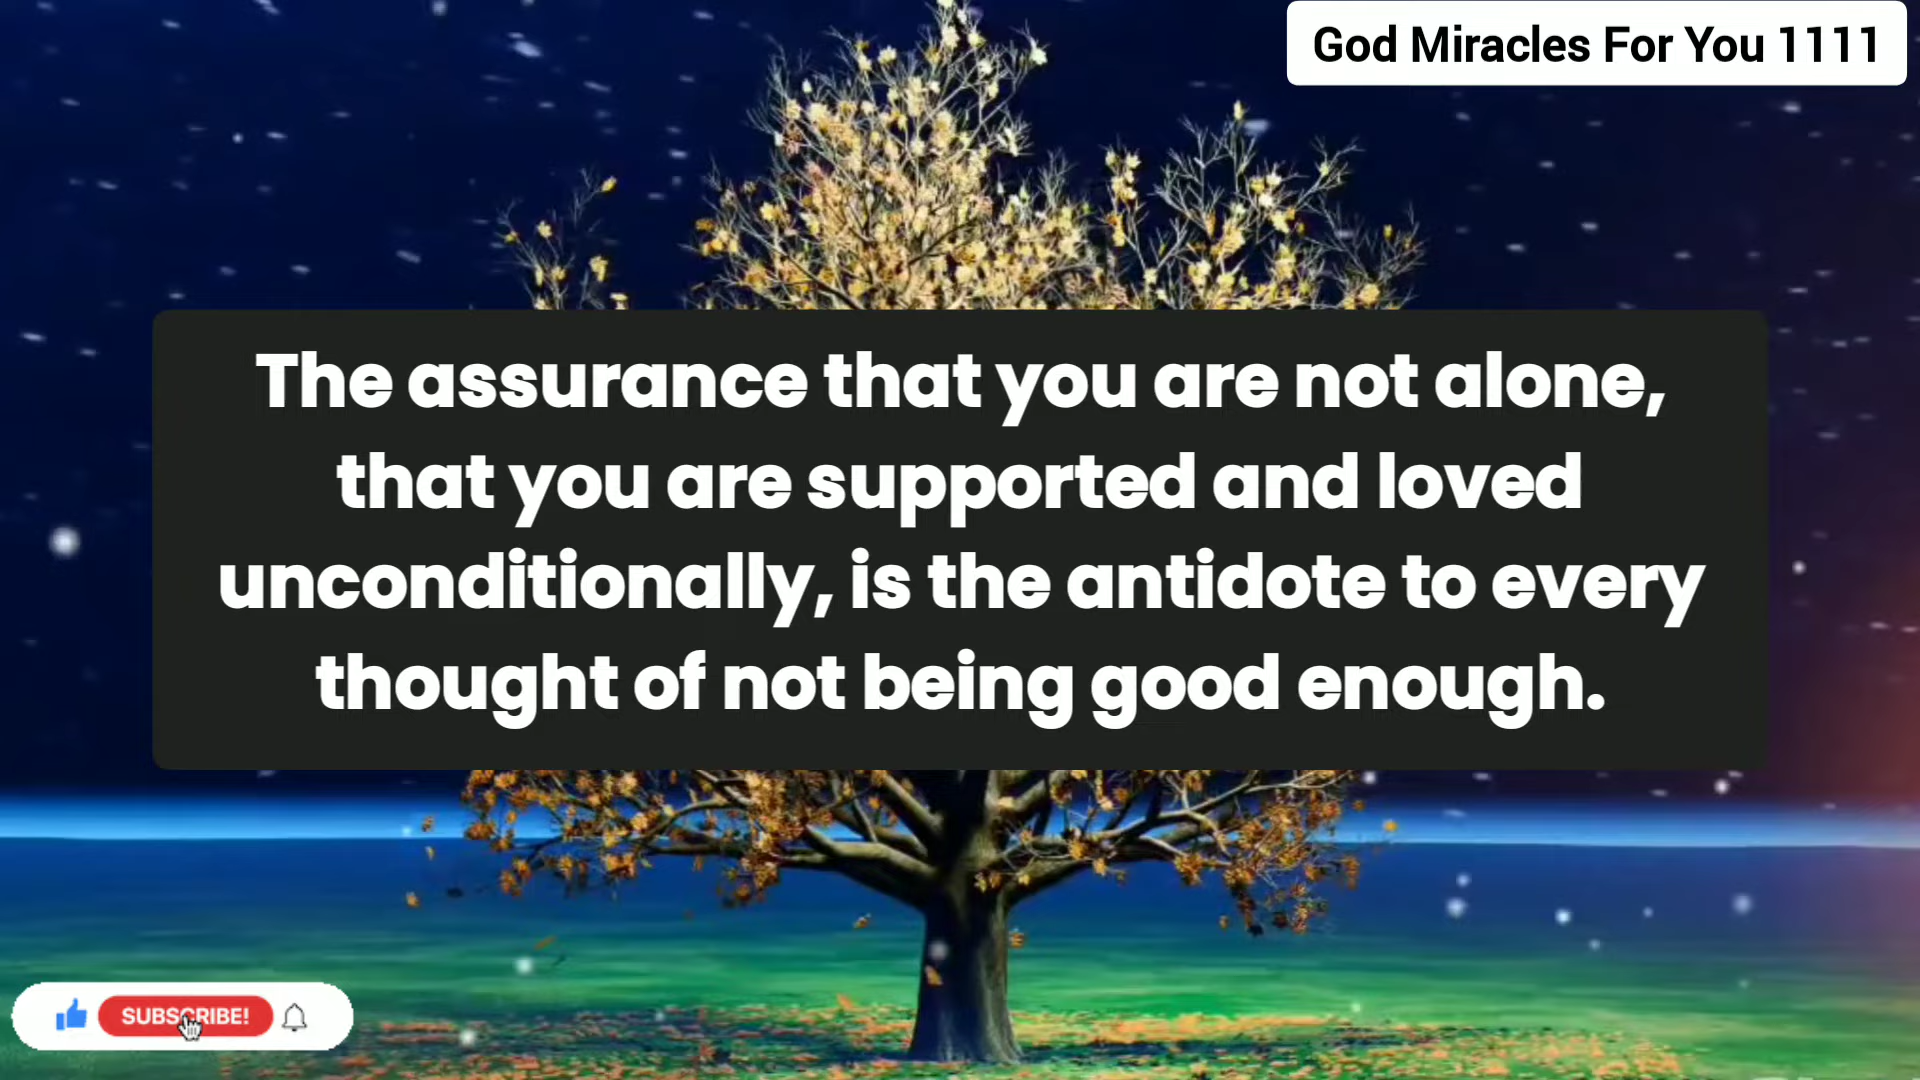 God Miracles For You 1111
The assurance that you are not alone,
that you are supported and loved
unconditionally, is the antidote to every
thought of not being good enough.
SUBSCRIBE!